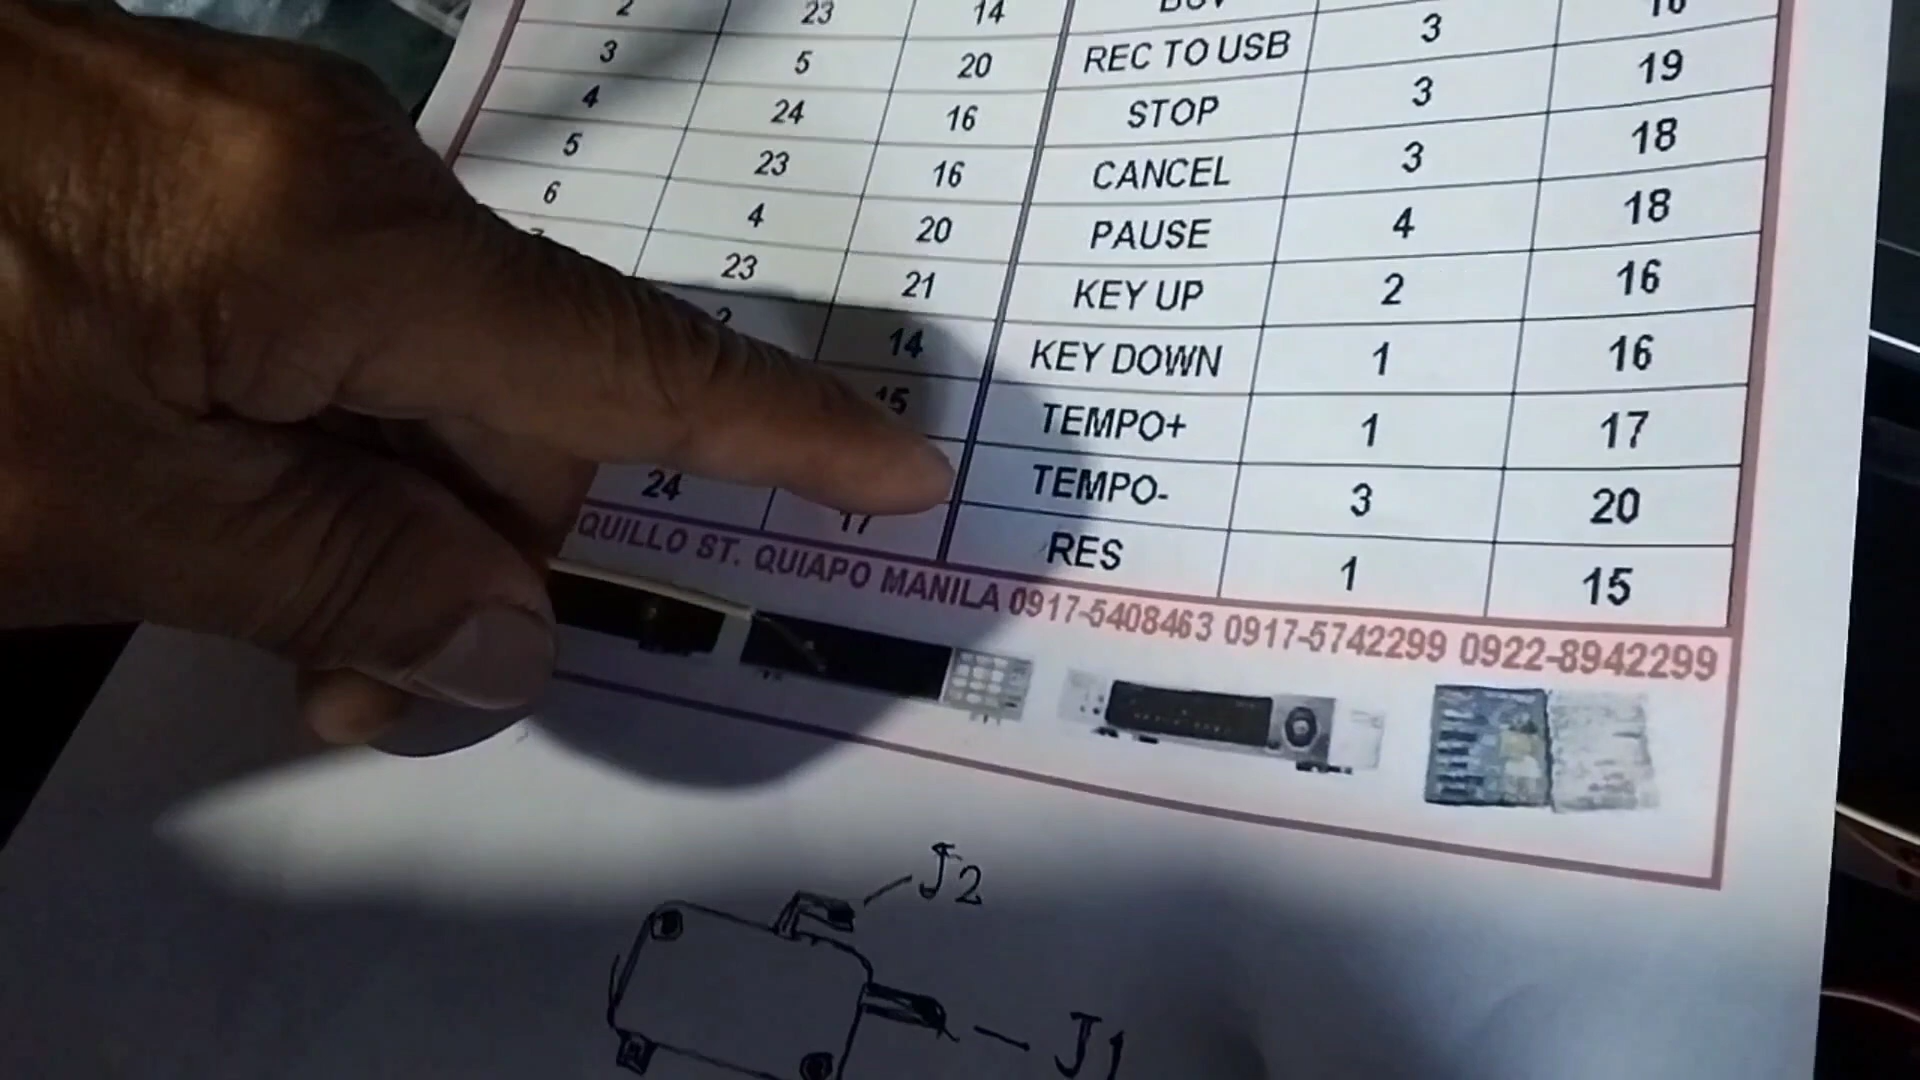 2 23 14
3 5 20 REC TO USB 3
4 24 16 STOP 3 19
5 23 16 CANCEL 3 18
6 4 20 PAUSE 4 18
23 21 KEY UP 2 16
2 14 KEY DOWN 1 16
15 TEMPO+ 1 17
TEMPO- 3 20
24 17 RES 1 15
QUILLO ST. QUIAPO MANILA 0917-5408463 0917-5742299 0922-8942299
J2
J1